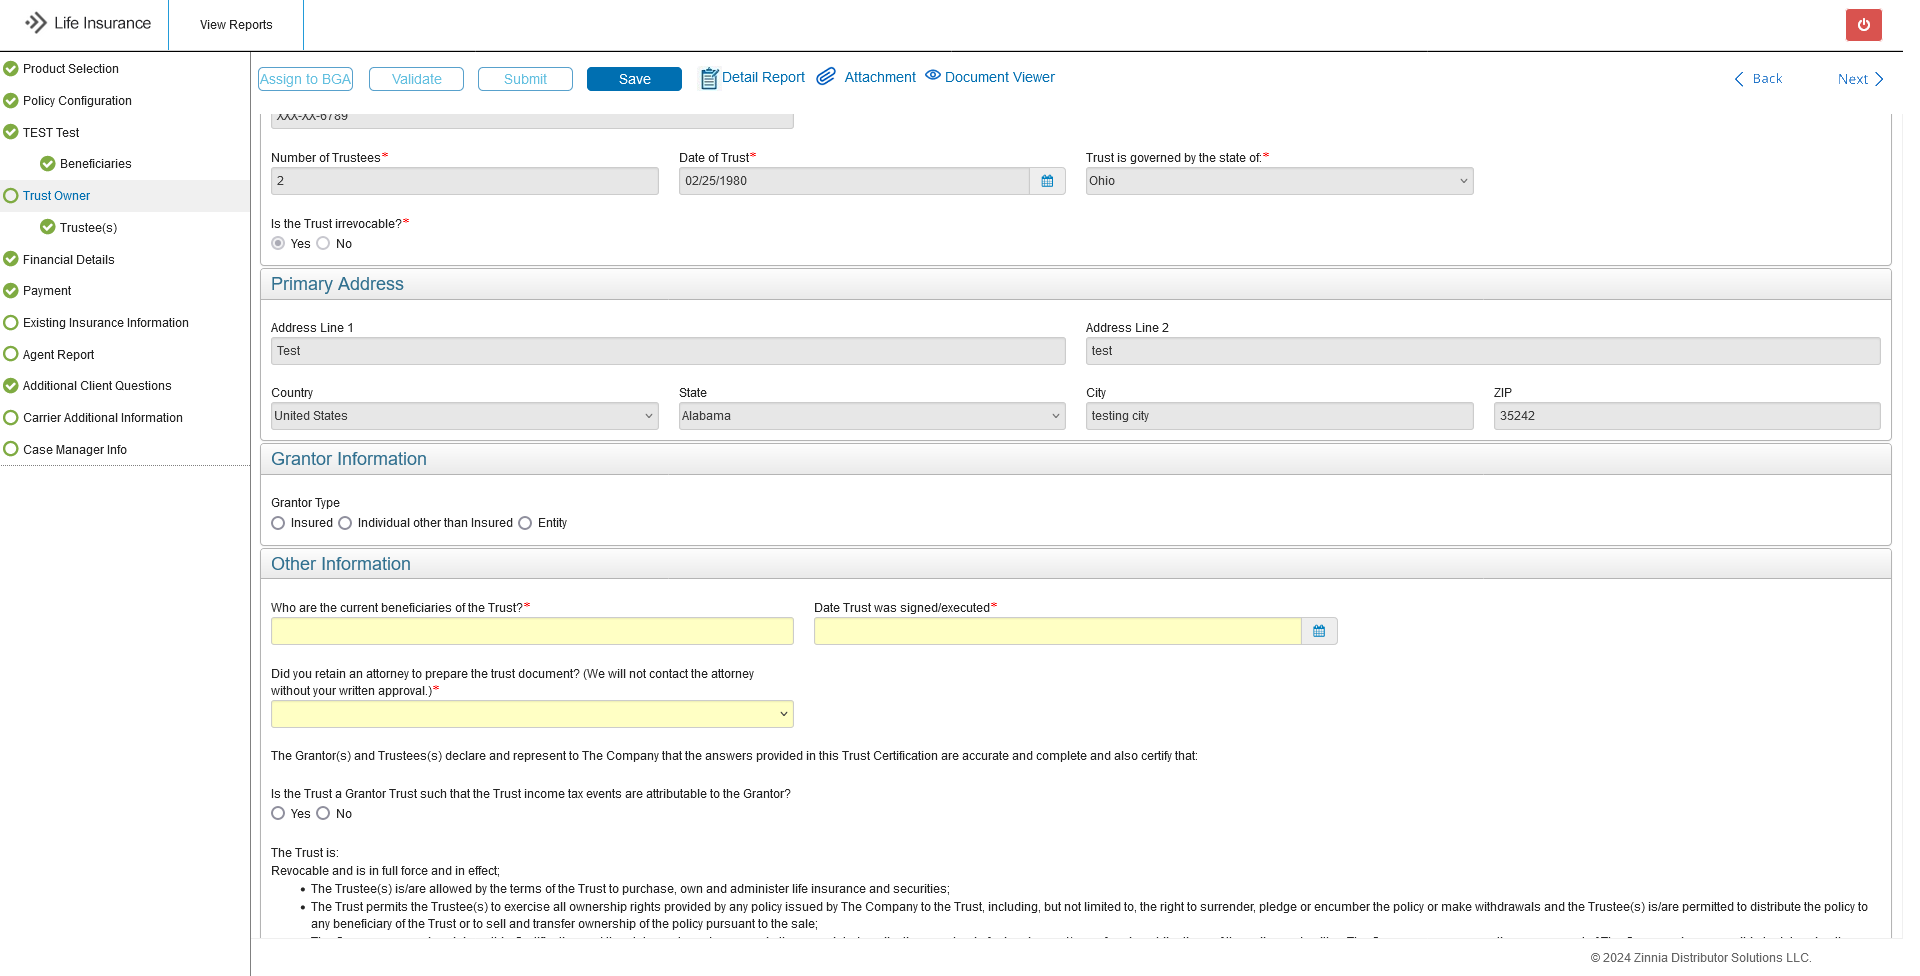 Life Insurance
View Reports
Product Selection
Policy Configuration
TEST Test
Beneficiaries
Trust Owner
Trustee(s)
Financial Details
Payment
Existing Insurance Information
Agent Report
Additional Client Questions
Carrier Additional Information
Case Manager Info
Assign to BGA Validate Submit Save Detail Report Attachment Document Viewer Back Next
XXX-XX-6789
Number of Trustees* Date of Trust* Trust is governed by the state of:*
2 02/25/1980 Ohio
Is the Trust irrevocable?*
Yes No
Primary Address
Address Line 1 Address Line 2
Test test
Country State City ZIP
United States Alabama testing city 35242
Grantor Information
Grantor Type
Insured Individual other than Insured Entity
Other Information
Who are the current beneficiaries of the Trust?* Date Trust was signed/executed*
Did you retain an attorney to prepare the trust document? (We will not contact the attorney
without your written approval.)*
The Grantor(s) and Trustees(s) declare and represent to The Company that the answers provided in this Trust Certification are accurate and complete and also certify that:
Is the Trust a Grantor Trust such that the Trust income tax events are attributable to the Grantor?
Yes No
The Trust is:
Revocable and is in full force and in effect;
• The Trustee(s) is/are allowed by the terms of the Trust to purchase, own and administer life insurance and securities;
• The Trust permits the Trustee(s) to exercise all ownership rights provided by any policy issued by The Company to the Trust, including, but not limited to, the right to surrender, pledge or encumber the policy or make withdrawals and the Trustee(s) is/are permitted to distribute the policy to
any beneficiary of the Trust or to sell and transfer ownership of the policy pursuant to the sale;
© 2024 Zinnia Distributor Solutions LLC.